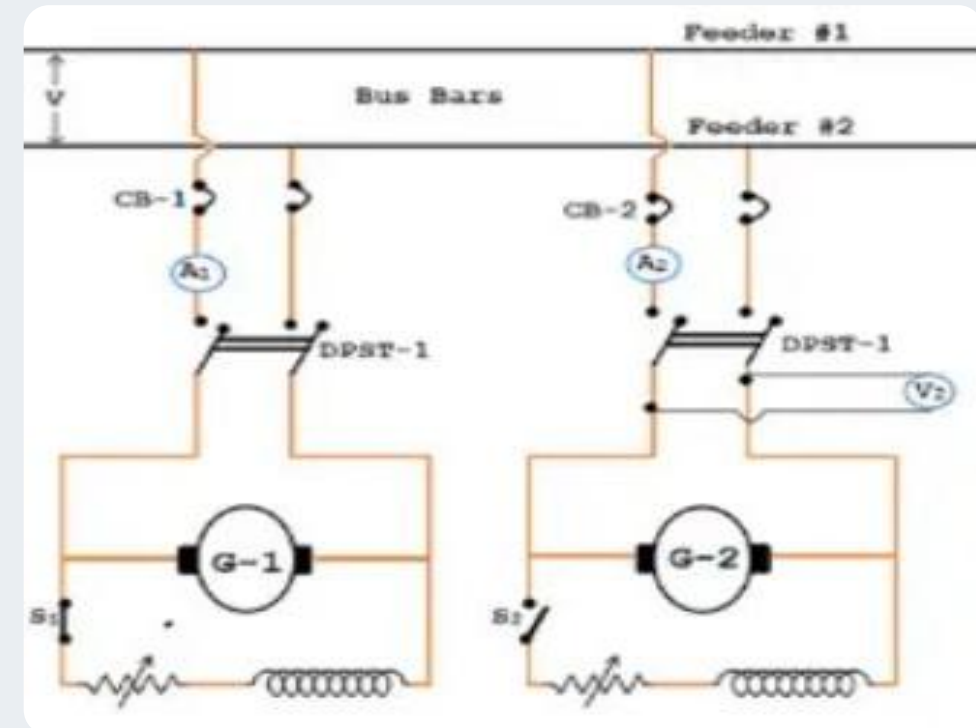 Feeder #1
V
Bus Bars
Feeder #2
CB-1
CB-2
A1
A2
DPST-1
DPST-1
V2
G-1
G-2
S1
S2